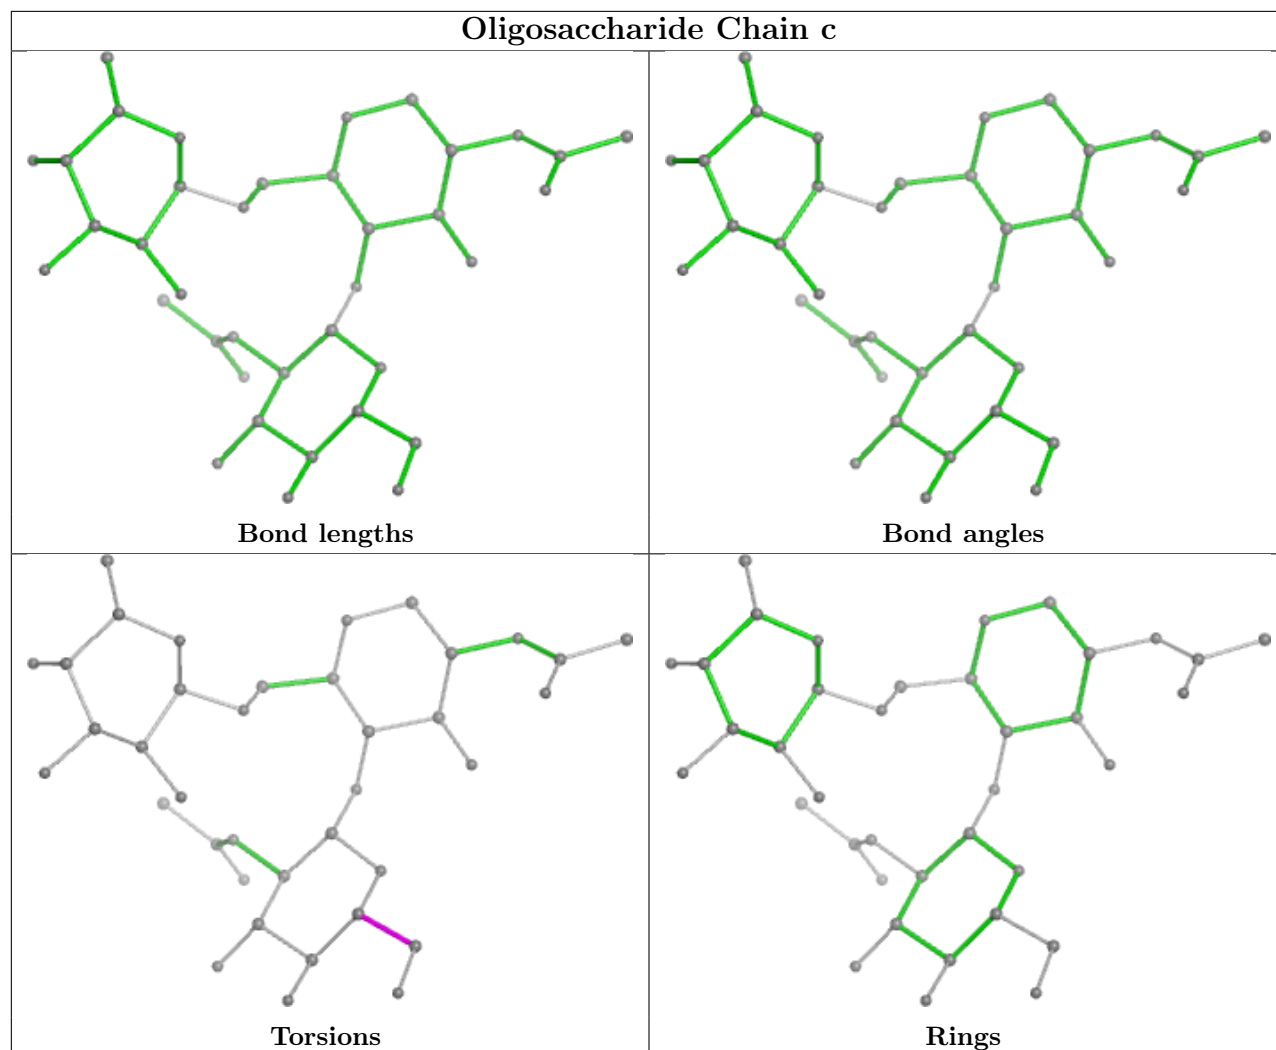 Oligosaccharide Chain c
Bond lengths
Bond angles
Torsions
Rings